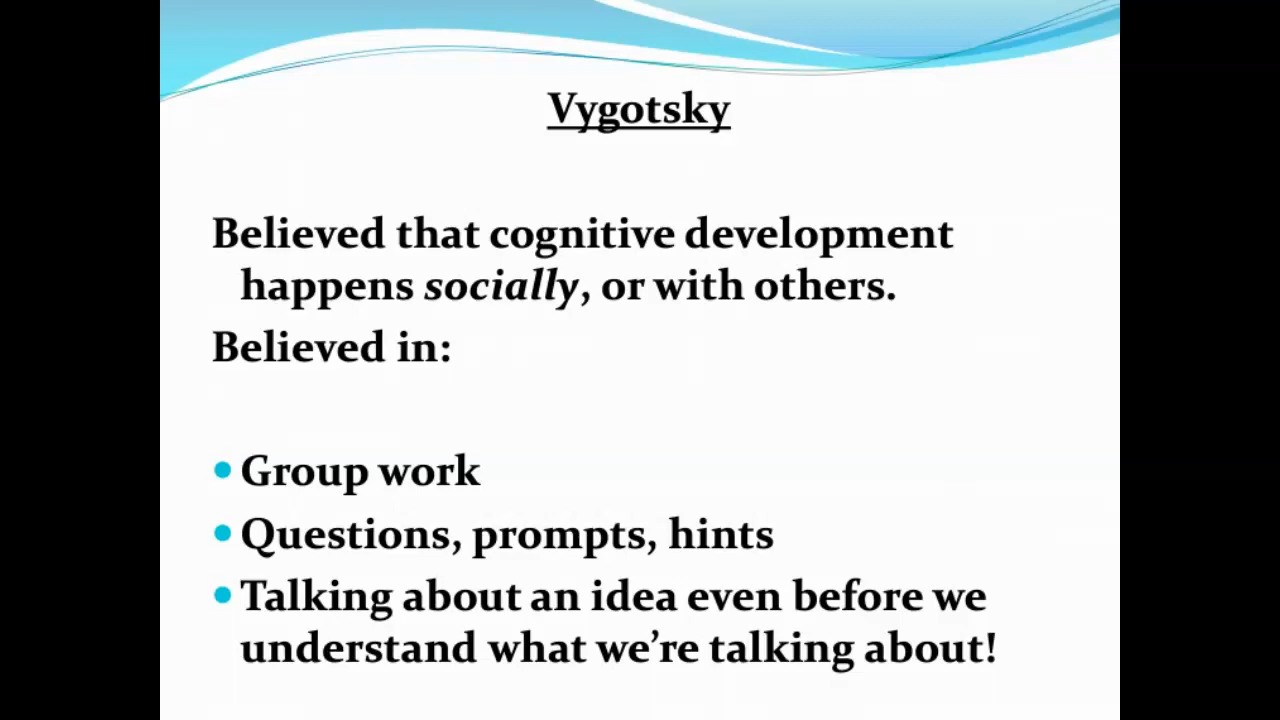 Vygotsky
Believed that cognitive development
happens socially, or with others.
Believed in:
• Group work
• Questions, prompts, hints
• Talking about an idea even before we
understand what we’re talking about!